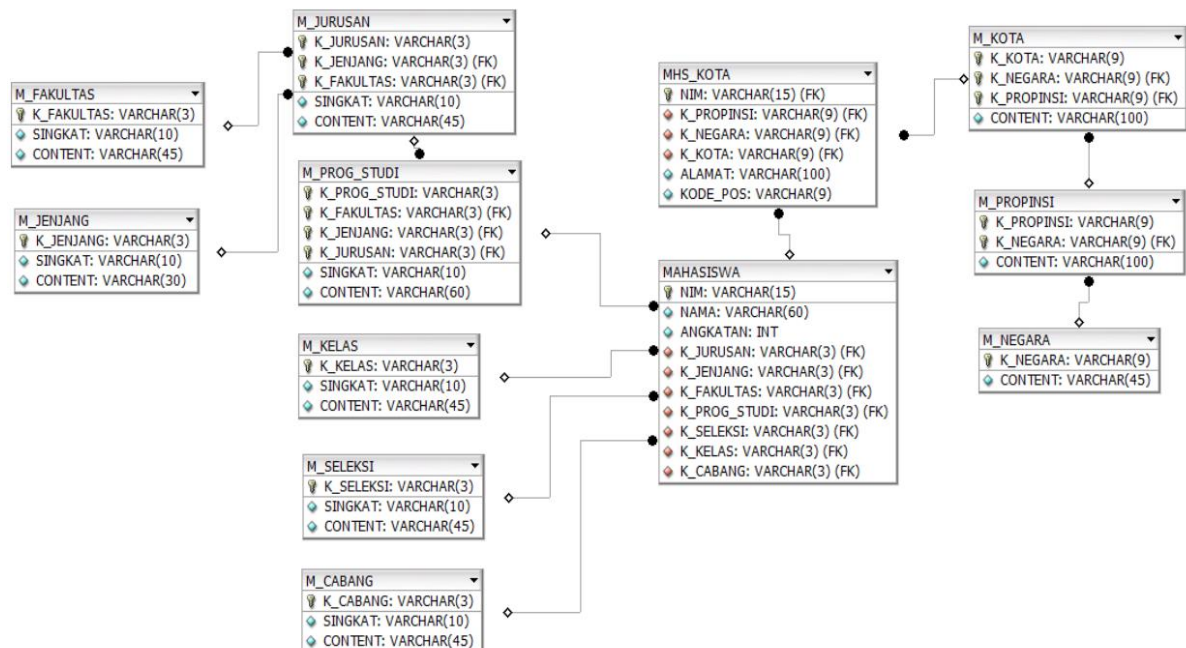 M_JURUSAN
K_JURUSAN: VARCHAR(3)
K_JENJANG: VARCHAR(3) (FK)
K_FAKULTAS: VARCHAR(3) (FK)
SINGKAT: VARCHAR(10)
CONTENT: VARCHAR(45)
M_FAKULTAS
K_FAKULTAS: VARCHAR(3)
SINGKAT: VARCHAR(10)
CONTENT: VARCHAR(45)
M_JENJANG
K_JENJANG: VARCHAR(3)
SINGKAT: VARCHAR(10)
CONTENT: VARCHAR(30)
M_PROG_STUDI
K_PROG_STUDI: VARCHAR(3)
K_FAKULTAS: VARCHAR(3) (FK)
K_JENJANG: VARCHAR(3) (FK)
K_JURUSAN: VARCHAR(3) (FK)
SINGKAT: VARCHAR(10)
CONTENT: VARCHAR(60)
M_KELAS
K_KELAS: VARCHAR(3)
SINGKAT: VARCHAR(10)
CONTENT: VARCHAR(45)
M_SELEKSI
K_SELEKSI: VARCHAR(3)
SINGKAT: VARCHAR(10)
CONTENT: VARCHAR(45)
M_CABANG
K_CABANG: VARCHAR(3)
SINGKAT: VARCHAR(10)
CONTENT: VARCHAR(45)
MHS_KOTA
NIM: VARCHAR(15) (FK)
K_PROPINSI: VARCHAR(9) (FK)
K_NEGARA: VARCHAR(9) (FK)
K_KOTA: VARCHAR(9) (FK)
ALAMAT: VARCHAR(100)
KODE_POS: VARCHAR(9)
MAHASISWA
NIM: VARCHAR(15)
NAMA: VARCHAR(60)
ANGKATAN: INT
K_JURUSAN: VARCHAR(3) (FK)
K_JENJANG: VARCHAR(3) (FK)
K_FAKULTAS: VARCHAR(3) (FK)
K_PROG_STUDI: VARCHAR(3) (FK)
K_SELEKSI: VARCHAR(3) (FK)
K_KELAS: VARCHAR(3) (FK)
K_CABANG: VARCHAR(3) (FK)
M_KOTA
K_KOTA: VARCHAR(9)
K_NEGARA: VARCHAR(9) (FK)
K_PROPINSI: VARCHAR(9) (FK)
CONTENT: VARCHAR(100)
M_PROPINSI
K_PROPINSI: VARCHAR(9)
K_NEGARA: VARCHAR(9) (FK)
CONTENT: VARCHAR(100)
M_NEGARA
K_NEGARA: VARCHAR(9)
CONTENT: VARCHAR(45)